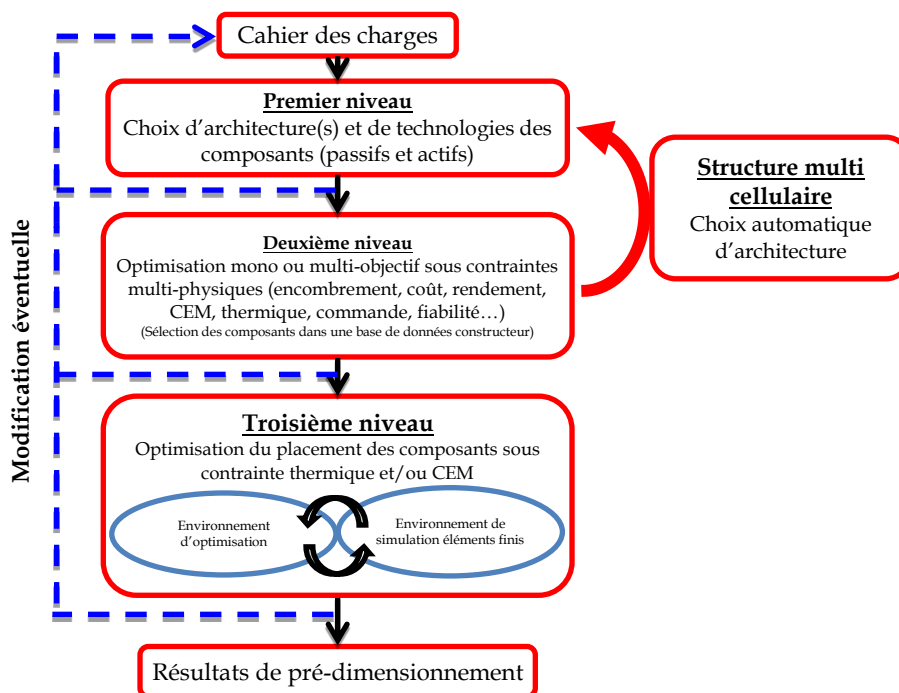 Cahier des charges
Premier niveau
Choix d'architecture(s) et de technologies des
composants (passifs et actifs)
Structure multi
cellulaire
Choix automatique
d'architecture
Deuxième niveau
Optimisation mono ou multi-objectif sous contraintes
multi-physiques (encombrement, coût, rendement,
CEM, thermique, commande, fiabilité…)
(Sélection des composants dans une base de données constructeur)
Modification éventuelle
Troisième niveau
Optimisation du placement des composants sous
contrainte thermique et/ou CEM
Environnement
d'optimisation
Environnement de
simulation éléments finis
Résultats de pré-dimensionnement